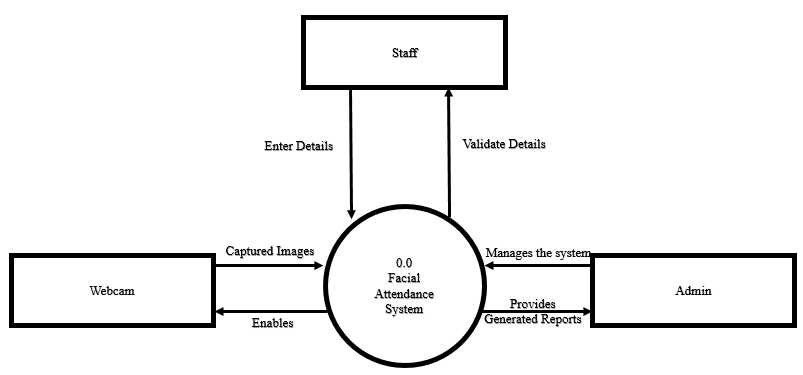 Staff
Enter Details
Validate Details
Captured Images
Manages the system
Webcam
0.0
Facial
Attendance
System
Admin
Enables
Provides
Generated Reports